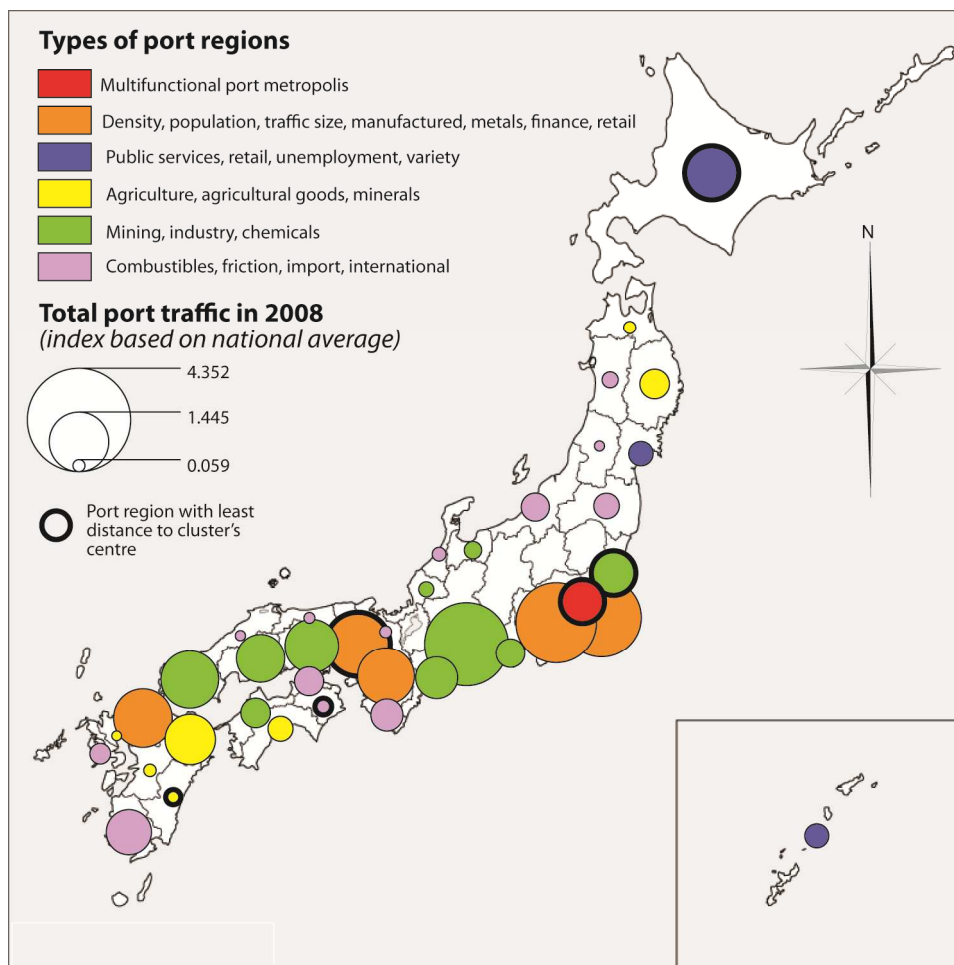 Types of port regions
Multifunctional port metropolis
Density, population, traffic size, manufactured, metals, finance, retail
Public services, retail, unemployment, variety
Agriculture, agricultural goods, minerals
Mining, industry, chemicals
Combustibles, friction, import, international
Total port traffic in 2008
(index based on national average)
4.352
1.445
0.059
Port region with least
distance to cluster's
centre
N